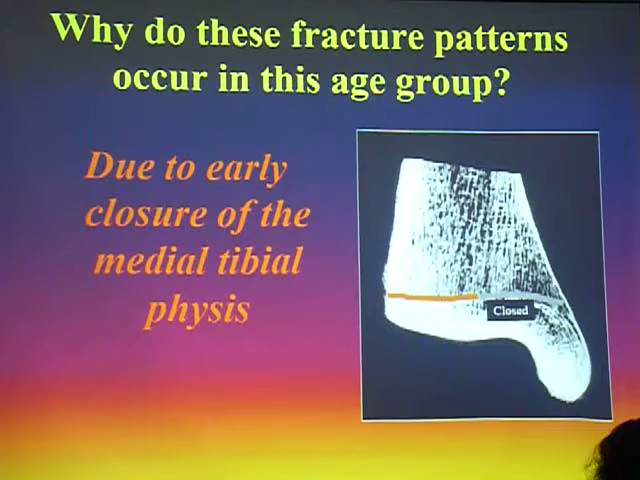 Why do these fracture patterns
occur in this age group?
Due to early
closure of the
medial tibial
physis
Closed